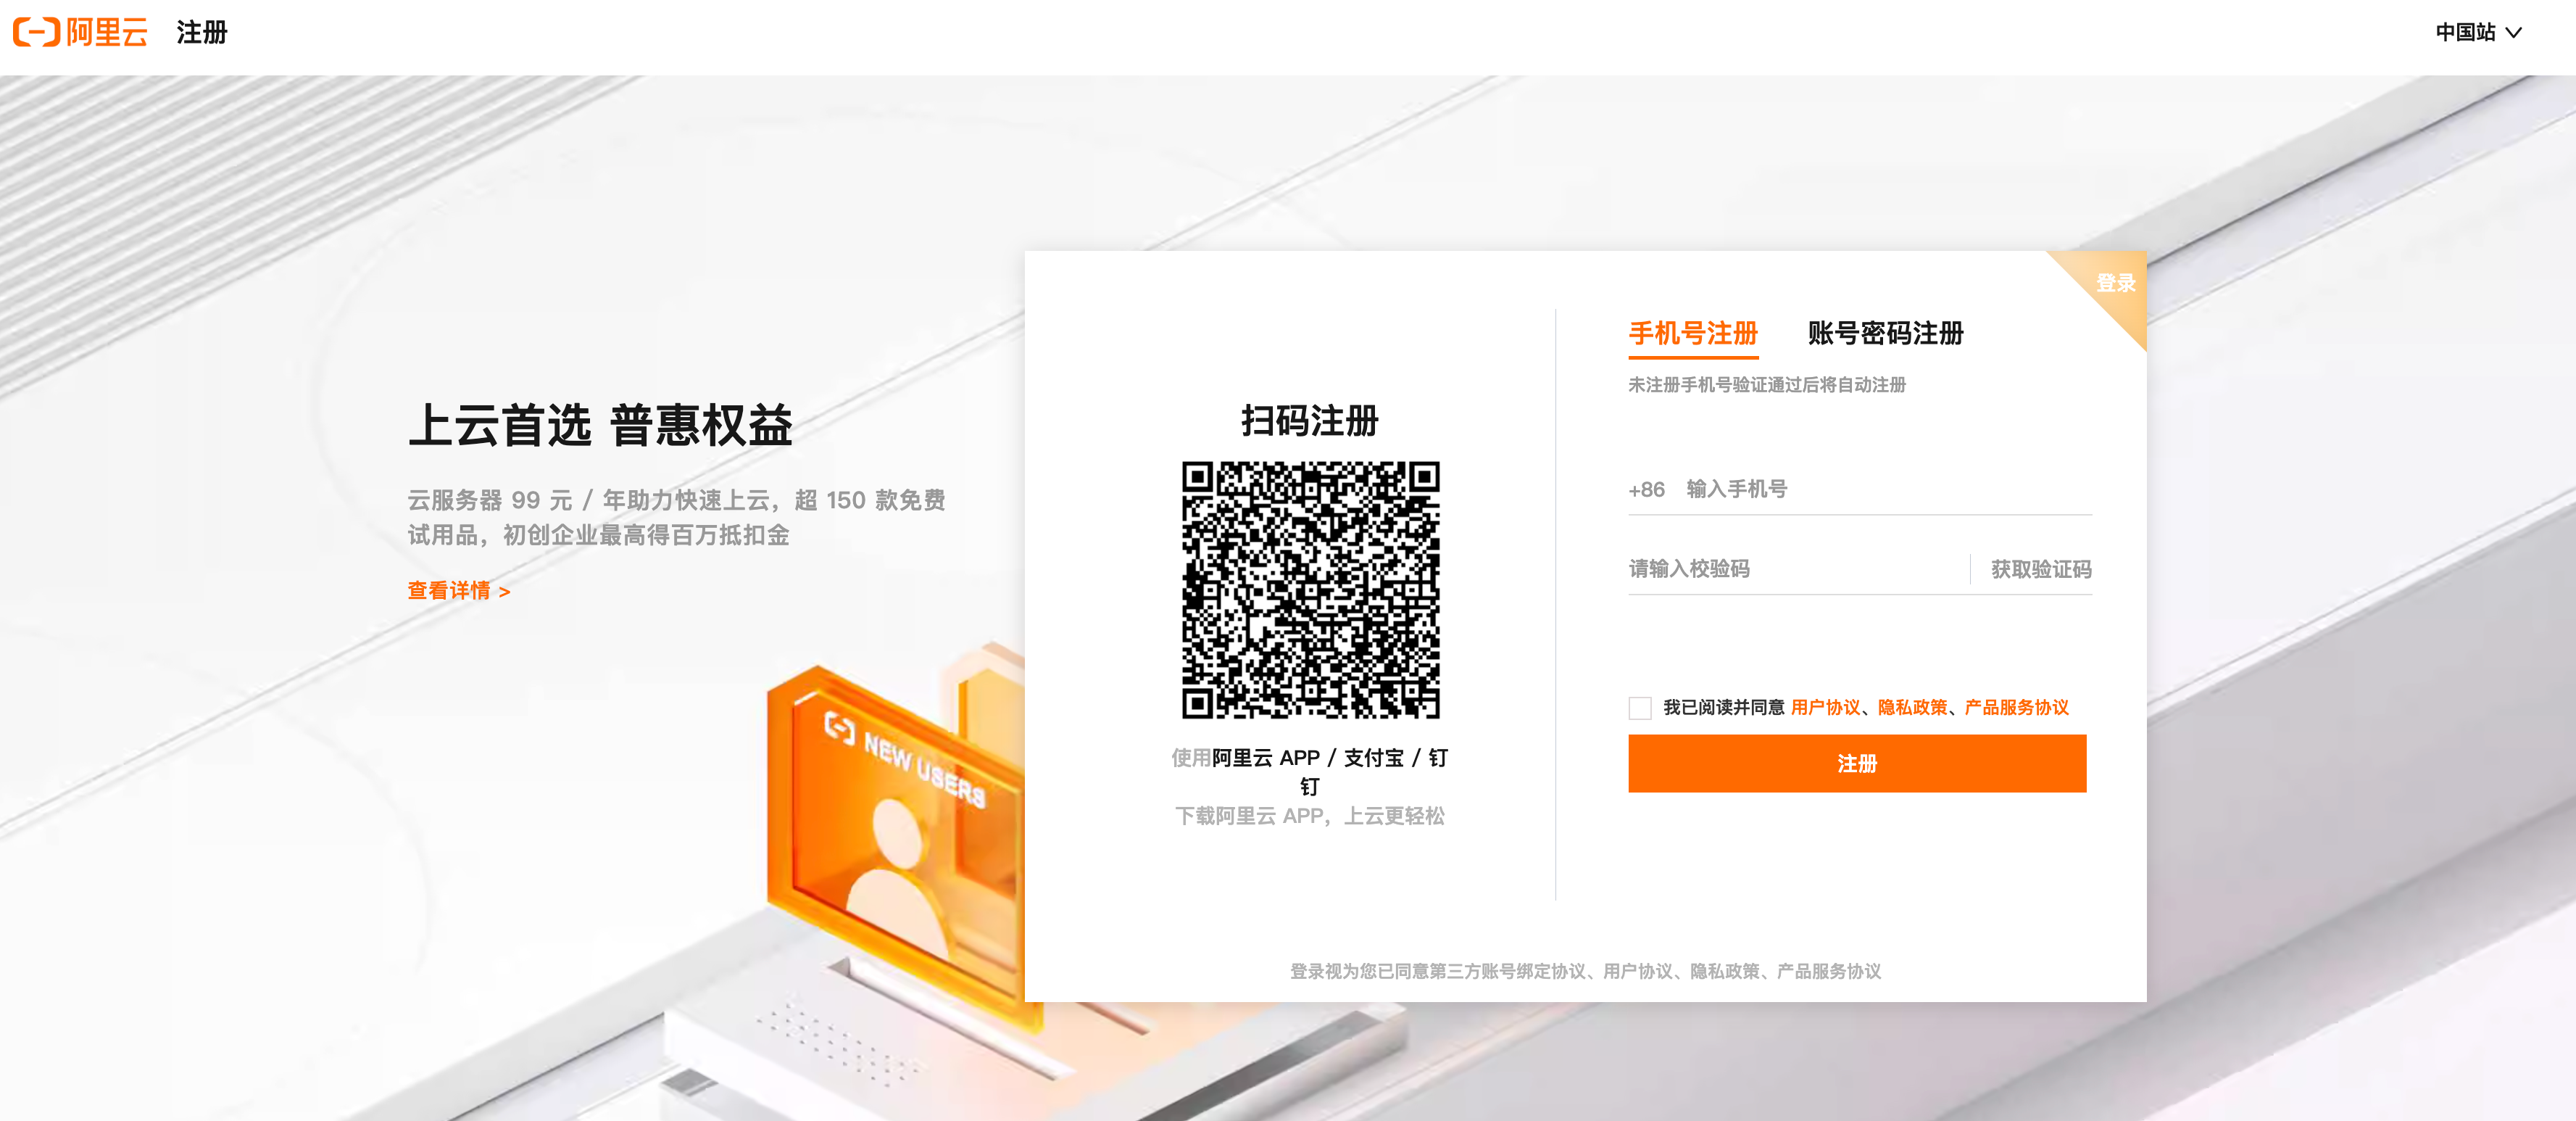 阿里云 注册
中国站
上云首选 普惠权益
云服务器 99 元 / 年助力快速上云，超 150 款免费
试用品，初创企业最高得百万抵扣金
查看详情 >
NEW USERS
扫码注册
使用阿里云 APP / 支付宝 / 钉
钉
下载阿里云 APP，上云更轻松
登录
手机号注册 账号密码注册
未注册手机号验证通过后将自动注册
+86 输入手机号
请输入校验码 获取验证码
我已阅读并同意 用户协议、隐私政策、产品服务协议
注册
登录视为您已同意第三方账号绑定协议、用户协议、隐私政策、产品服务协议